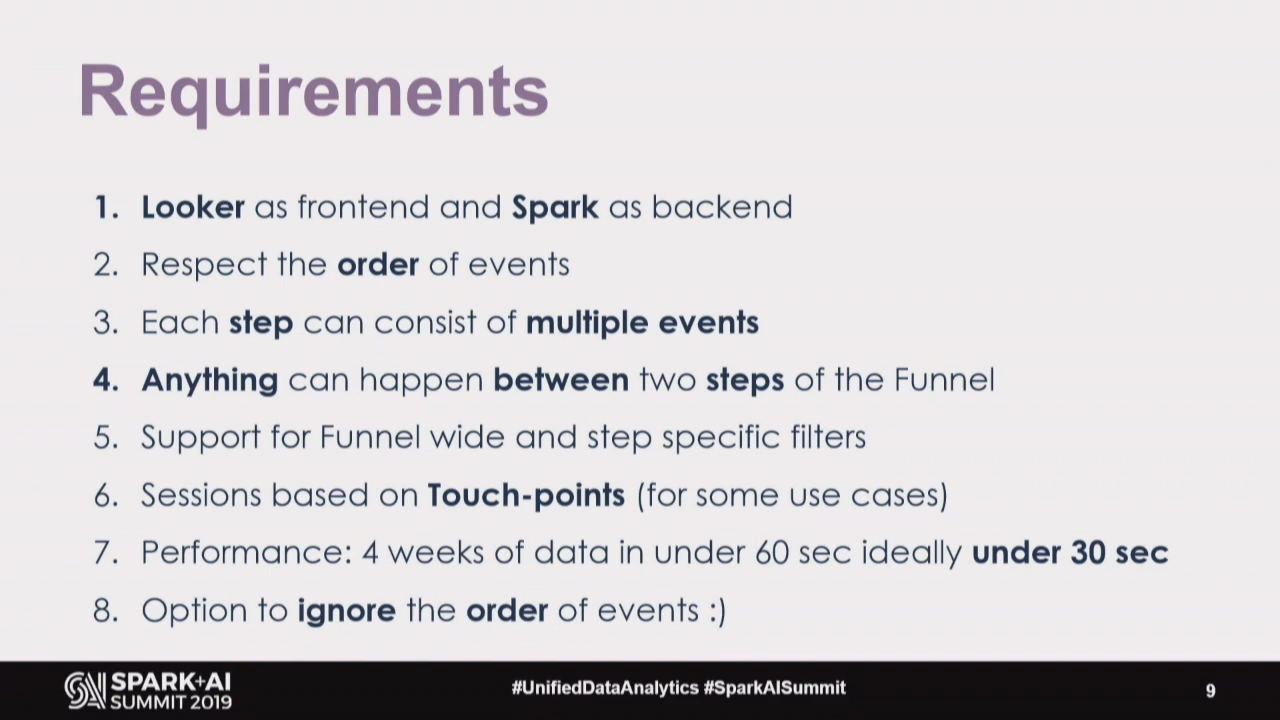 Requirements
1. Looker as frontend and Spark as backend
2. Respect the order of events
3. Each step can consist of multiple events
4. Anything can happen between two steps of the Funnel
5. Support for Funnel wide and step specific filters
6. Sessions based on Touch-points (for some use cases)
7. Performance: 4 weeks of data in under 60 sec ideally under 30 sec
8. Option to ignore the order of events :)
SPARK+AI
SUMMIT 2019
#UnifiedDataAnalytics #SparkAISummit
9